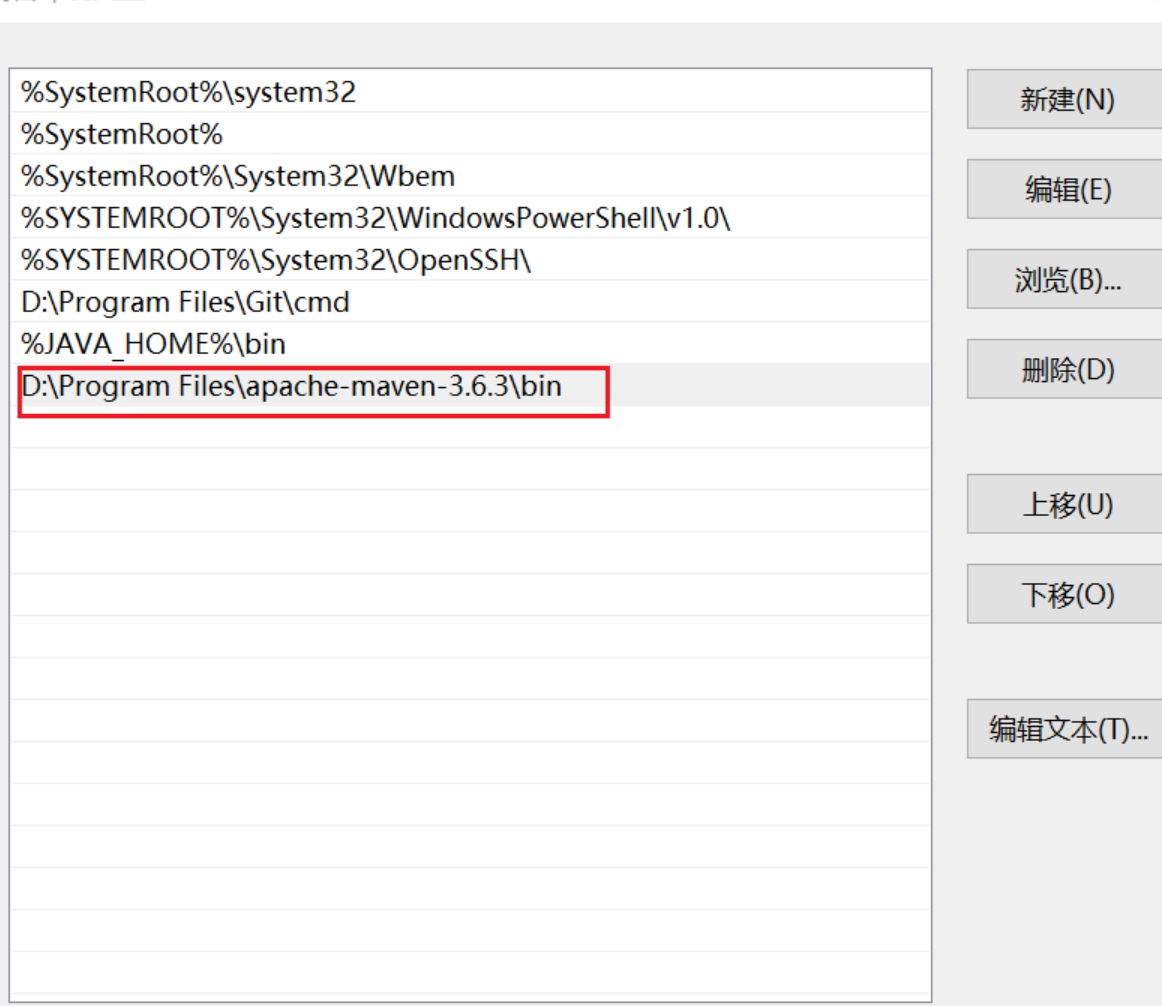 %SystemRoot%\system32
%SystemRoot%
%SystemRoot%\System32\Wbem
%SYSTEMROOT%\System32\WindowsPowerShell\v1.0\
%SYSTEMROOT%\System32\OpenSSH\
D:\Program Files\Git\cmd
%JAVA_HOME%\bin
D:\Program Files\apache-maven-3.6.3\bin
新建(N)
编辑(E)
浏览(B)...
删除(D)
上移(U)
下移(O)
编辑文本(T)...